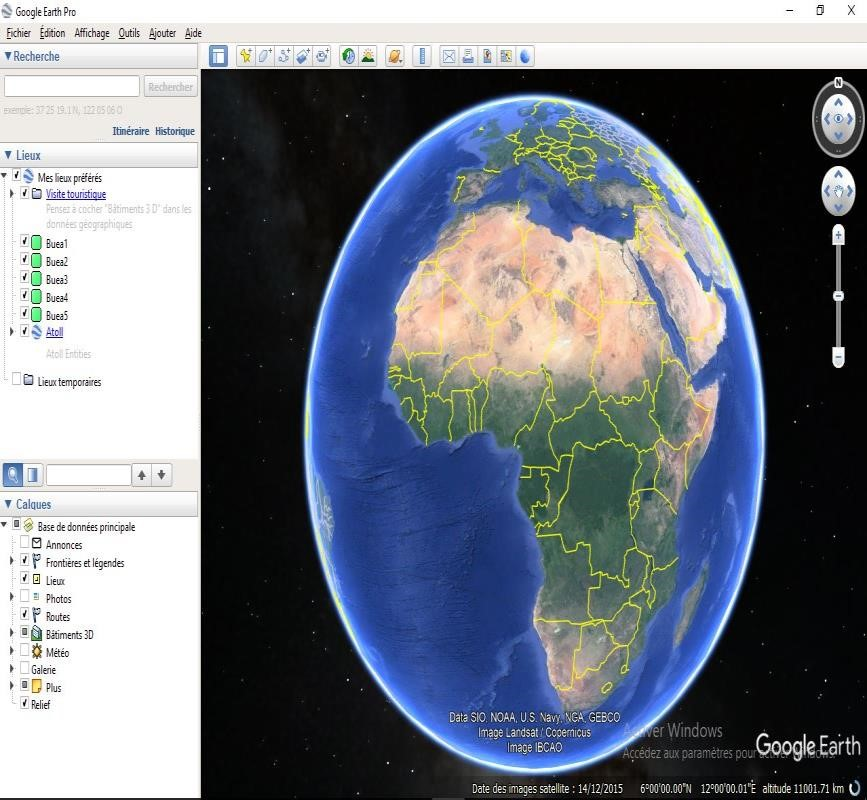 Google Earth Pro
Fichier Édition Affichage Outils Ajouter Aide
Recherche
Rechercher
exemple: 37 25 19.1 N, 122 05 06 O
Itinéraire Historique
Lieux
Mes lieux préférés
Visite touristique
Pensez à cocher "Bâtiments 3 D" dans les
données géographiques
Buea1
Buea2
Buea3
Buea4
Buea5
Atoll
Atoll Entities
Lieux temporaires
Calques
Base de données principale
Annonces
Frontières et légendes
Lieux
Photos
Routes
Bâtiments 3D
Météo
Galerie
Plus
Relief
N
Data SIO, NOAA, U.S. Navy, NGA, GEBCO
Image Landsat / Copernicus
Image IBCAO
Activer Windows
Accédez aux paramètres pour activer Windows.
Google Earth
Date des images satellite : 14/12/2015 6°00'00.00"N 12°00'00.01"E altitude 11001.71 km